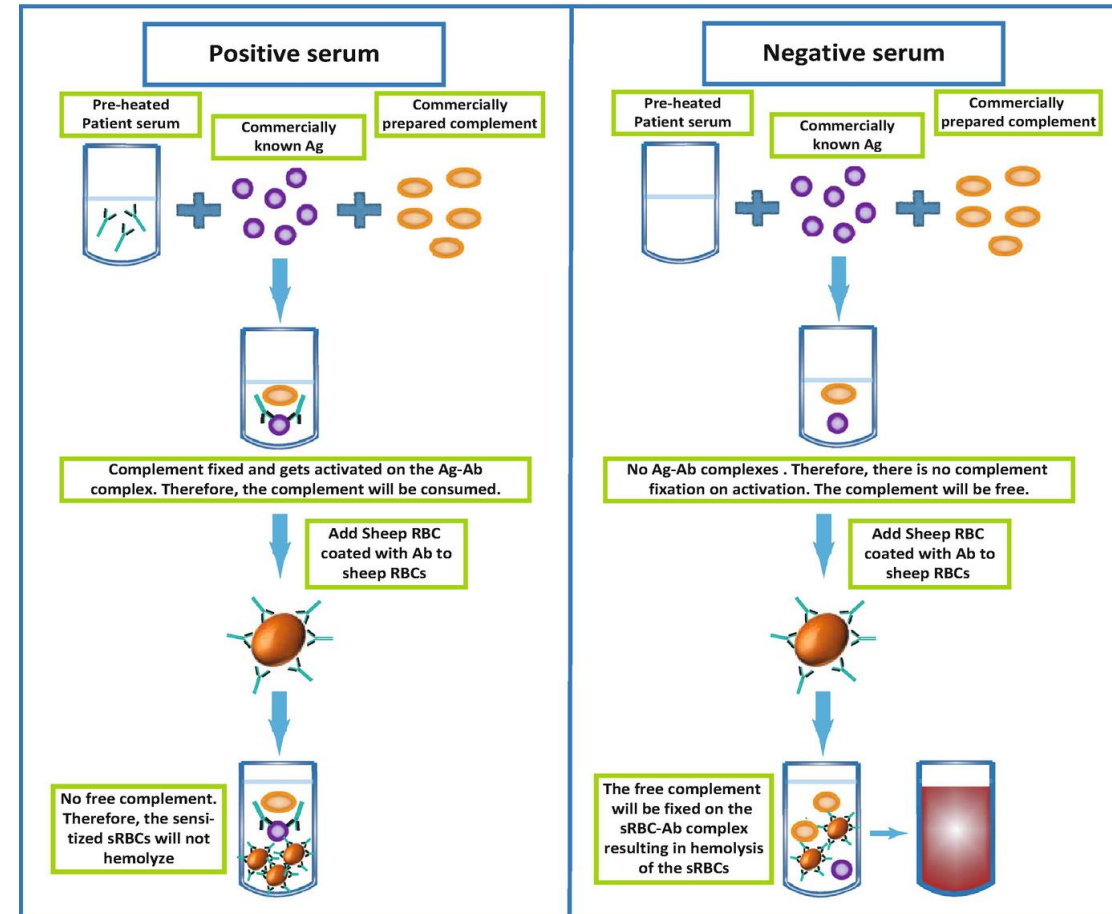 Positive serum
Pre-heated
Patient serum
Commercially
known Ag
Commercially
prepared complement
Complement fixed and gets activated on the Ag-Ab
complex. Therefore, the complement will be consumed.
Add Sheep RBC
coated with Ab to
sheep RBCs
No free complement.
Therefore, the sensi-
tized sRBCs will not
hemolyze
Negative serum
Pre-heated
Patient serum
Commercially
known Ag
Commercially
prepared complement
No Ag-Ab complexes . Therefore, there is no complement
fixation on activation. The complement will be free.
Add Sheep RBC
coated with Ab to
sheep RBCs
The free complement
will be fixed on the
sRBC-Ab complex
resulting in hemolysis
of the sRBCs